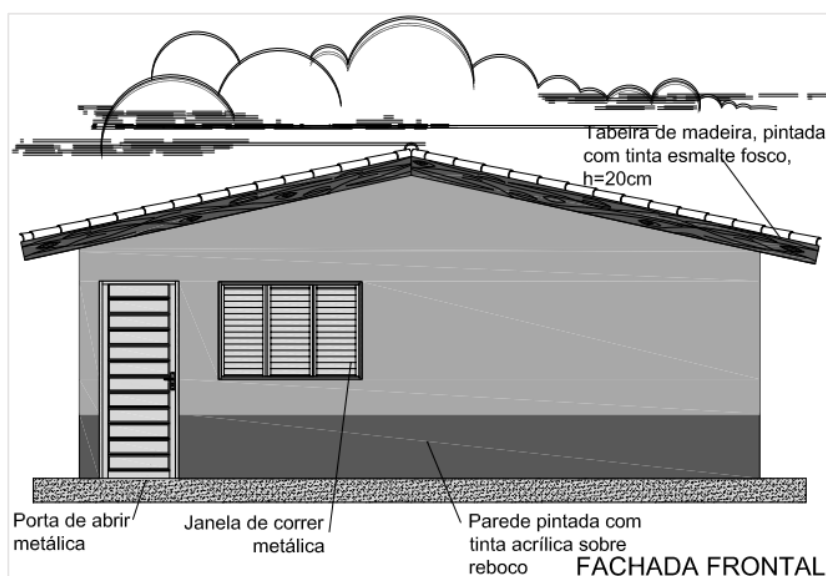 Tabeira de madeira, pintada
com tinta esmalte fosco,
h=20cm
Porta de abrir
metálica
Janela de correr
metálica
Parede pintada com
tinta acrílica sobre
reboco
FACHADA FRONTAL